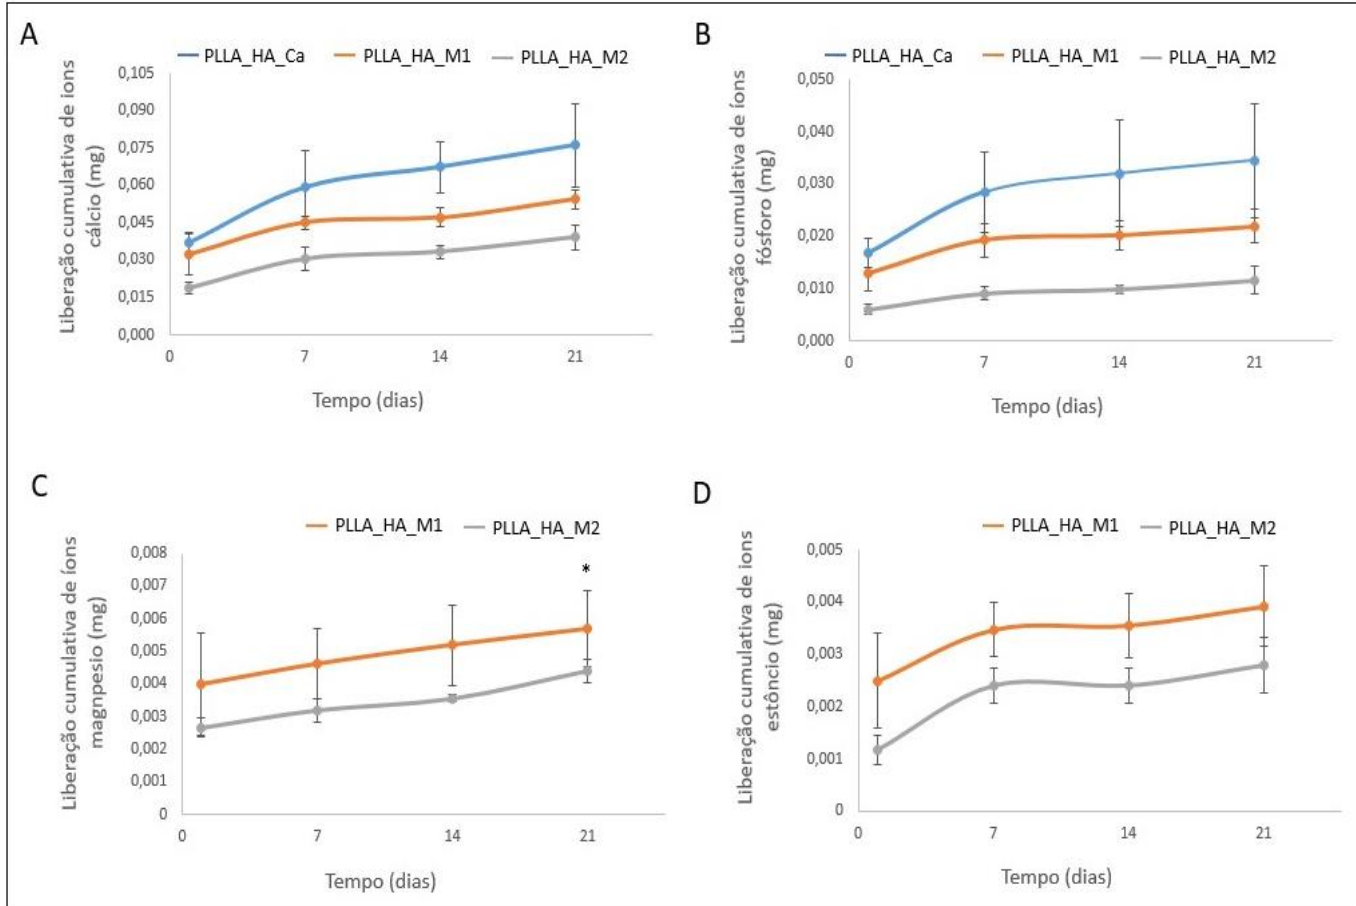 A
PLLA_HA_Ca PLLA_HA_M1 PLLA_HA_M2
Liberação cumulativa de íons
cálcio (mg)
0,105
0,090
0,075
0,060
0,045
0,030
0,015
0,000
0 7 14 21
Tempo (dias)
B
PLLA_HA_Ca PLLA_HA_M1 PLLA_HA_M2
Liberação cumulativa de íons
fósforo (mg)
0,050
0,040
0,030
0,020
0,010
0,000
0 7 14 21
Tempo (dias)
C
PLLA_HA_M1 PLLA_HA_M2
Liberação cumulativa de íons
magnpesio (mg)
0,008
0,007
0,006
0,005
0,004
0,003
0,002
0,001
0
*
0 7 14 21
Tempo (dias)
D
PLLA_HA_M1 PLLA_HA_M2
Liberação cumulativa de íons
estôncio (mg)
0,005
0,004
0,003
0,002
0,001
0
0 7 14 21
Tempo (dias)